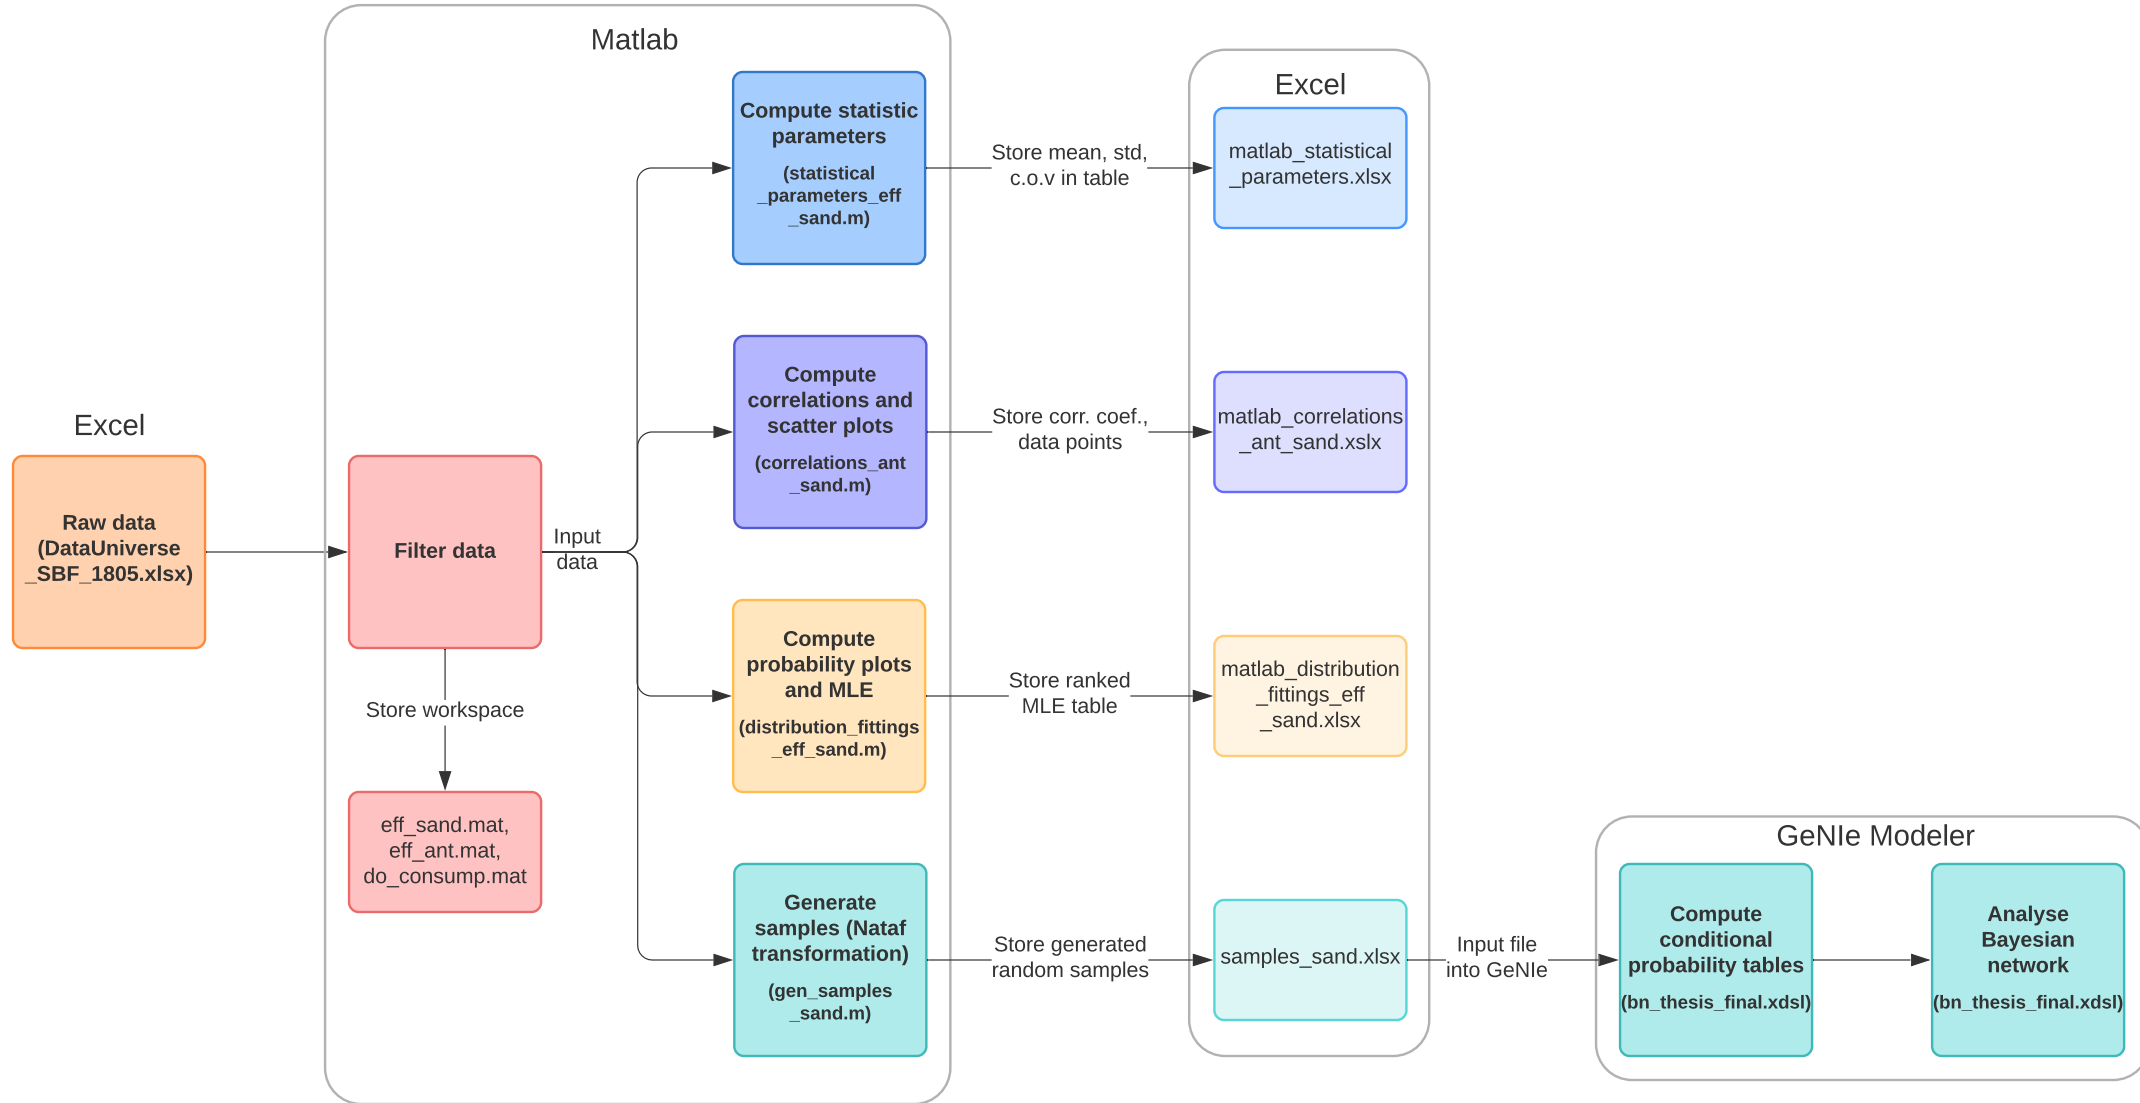 Matlab
Excel
Raw data
(DataUniverse
_SBF_1805.xlsx)
Filter data
Input
data
Store workspace
eff_sand.mat,
eff_ant.mat,
do_consump.mat
Compute statistic
parameters
(statistical
_parameters_eff
_sand.m)
Store mean, std,
c.o.v in table
Excel
matlab_statistical
_parameters.xlsx
Compute
correlations and
scatter plots
(correlations_ant
_sand.m)
Store corr. coef.,
data points
matlab_correlations
_ant_sand.xslx
Compute
probability plots
and MLE
(distribution_fittings
_eff_sand.m)
Store ranked
MLE table
matlab_distribution
_fittings_eff
_sand.xlsx
Generate
samples (Nataf
transformation)
(gen_samples
_sand.m)
Store generated
random samples
samples_sand.xlsx
Input file
into GeNIe
GeNIe Modeler
Compute
conditional
probability tables
(bn_thesis_final.xdsl)
Analyse
Bayesian
network
(bn_thesis_final.xdsl)